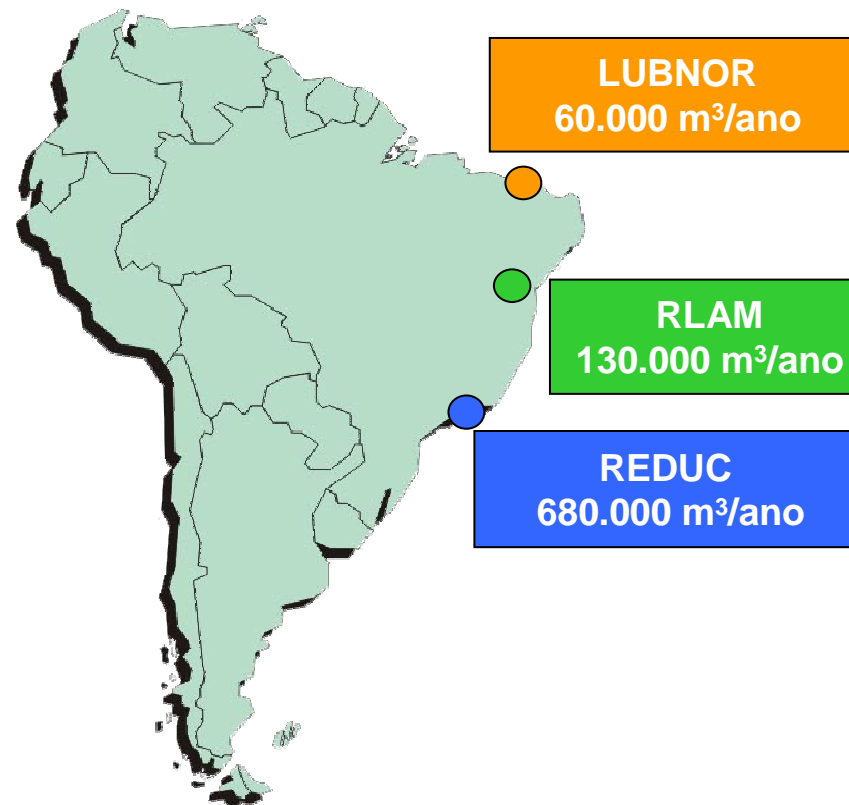 LUBNOR
60.000 m³/ano
RLAM
130.000 m³/ano
REDUC
680.000 m³/ano